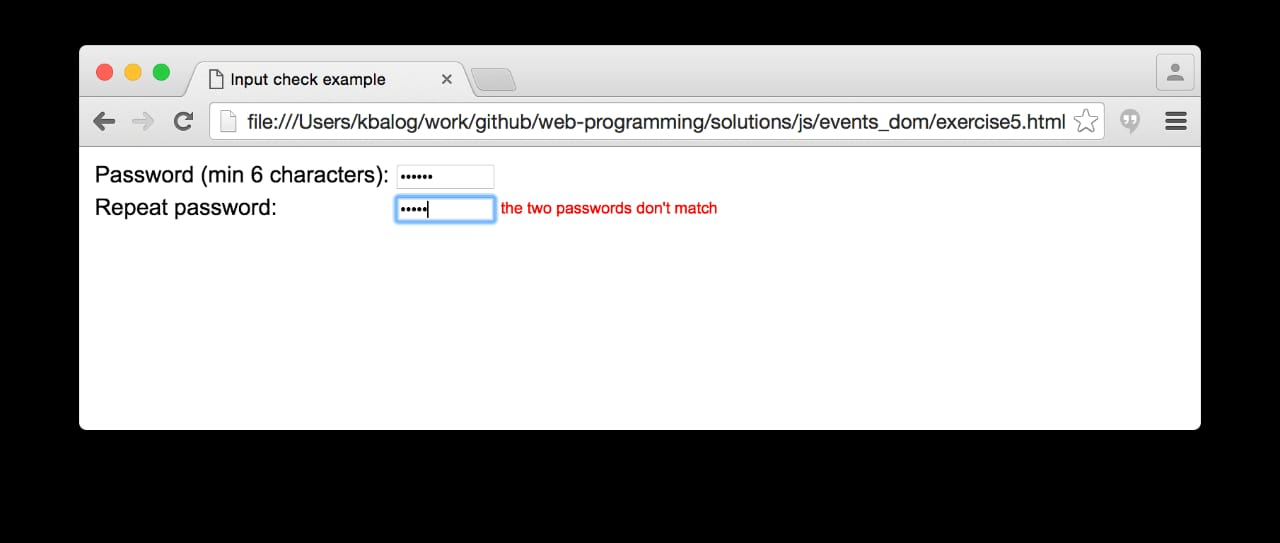 Input check example
file:///Users/kbalog/work/github/web-programming/solutions/js/events_dom/exercise5.html
Password (min 6 characters): ••••••
Repeat password: ••••• the two passwords don't match